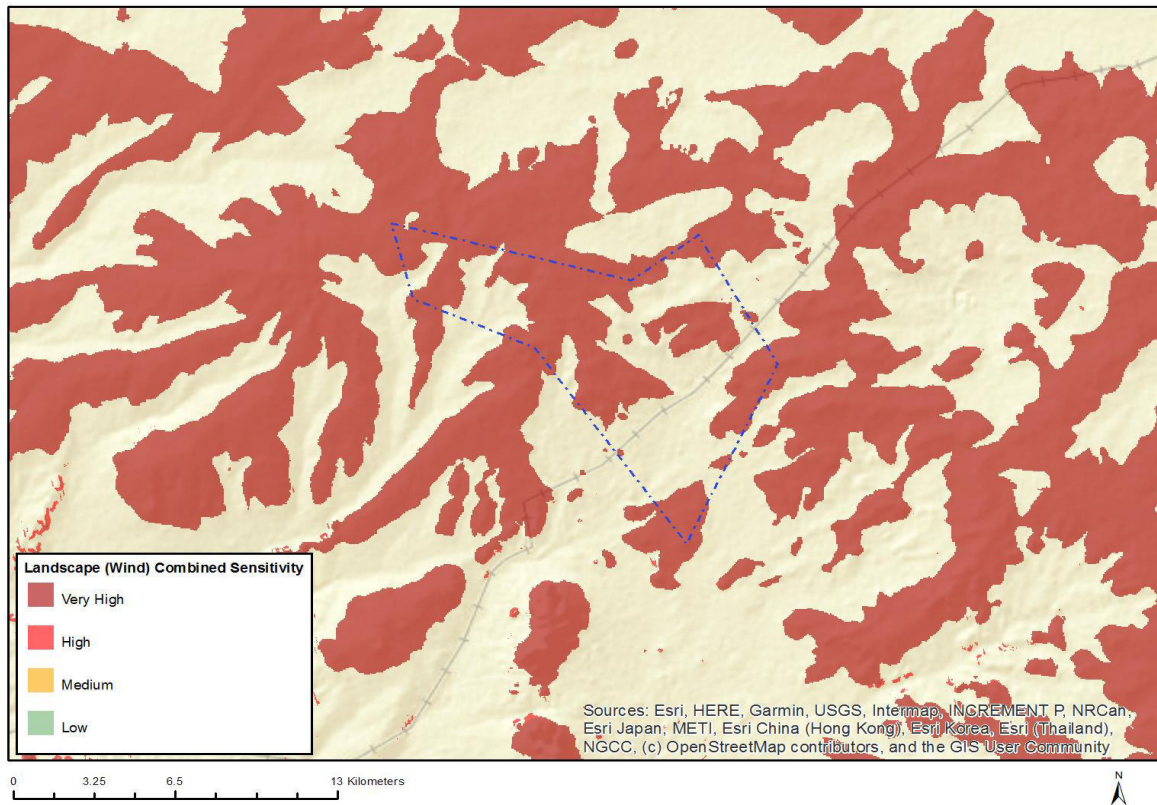 Landscape (Wind) Combined Sensitivity
Very High
High
Medium
Low
Sources: Esri, HERE, Garmin, USGS, Intermap, INCREMENT P, NRCan,
Esri Japan, METI, Esri China (Hong Kong), Esri Korea, Esri (Thailand),
NGCC, (c) OpenStreetMap contributors, and the GIS User Community
0 3.25 6.5 13 Kilometers
N